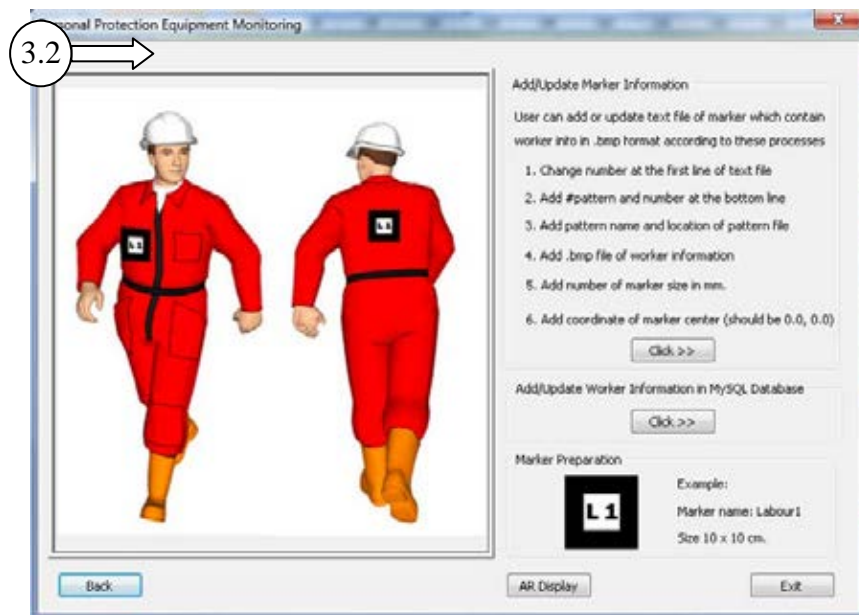 onal Protection Equipment Monitoring
3.2
Add/Update Marker Information
User can add or update text file of marker which contain
worker into in .bmp format according to these processes
1. Change number at the first line of text file
2. Add #pattern and number at the bottom line
3. Add pattern name and location of pattern file
4. Add .bmp file of worker information
5. Add number of marker size in mm.
6. Add coordinate of marker center (should be 0.0, 0.0)
Click >>
L1
L1
Add/Update Worker Information in MySQL Database
Click >>
Marker Preparation
L 1
Example:
Marker name: Labour1
Size 10 x 10 cm.
Back
AR Display
Exit